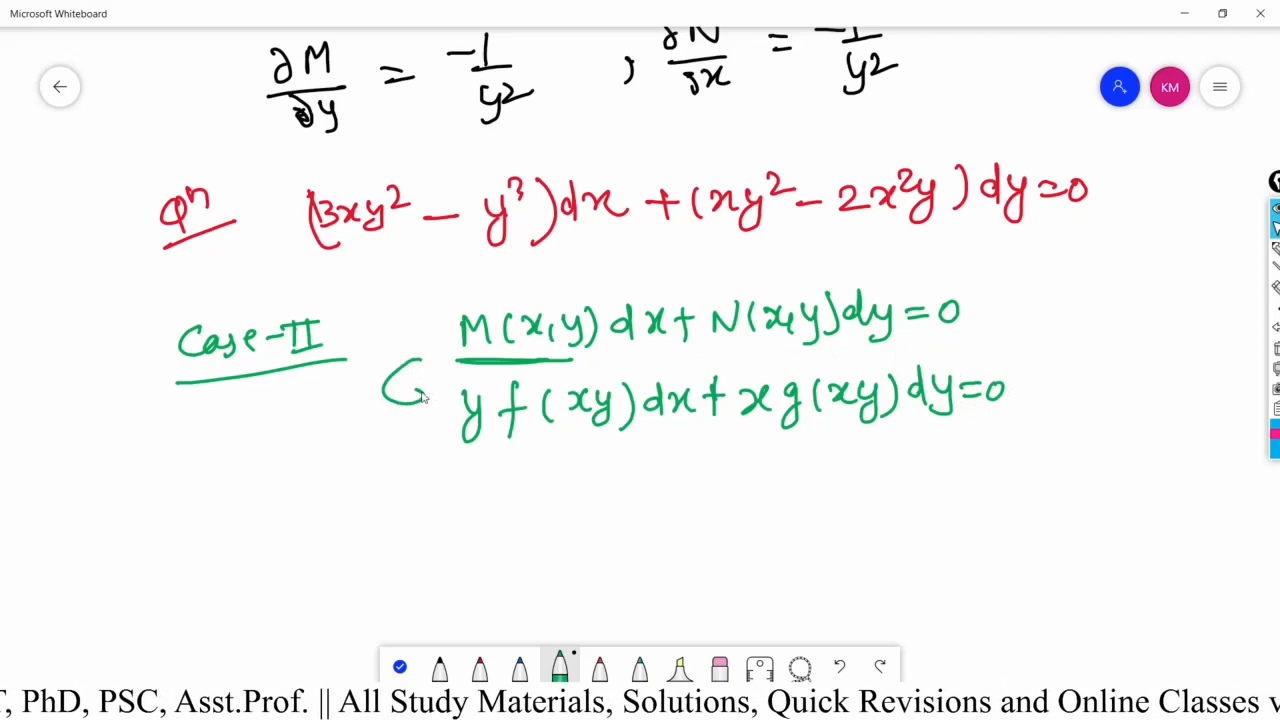 Microsoft Whiteboard
∂M/∂y = -1/y² , ∂N/∂x = -1/y²
KM
Qn (3xy² - y³)dx + (xy² - 2x²y)dy=0
Case-II M(x,y)dx + N(x,y)dy = 0
y f(xy)dx + x g(xy)dy=0
T, PhD, PSC, Asst.Prof. || All Study Materials, Solutions, Quick Revisions and Online Classes v